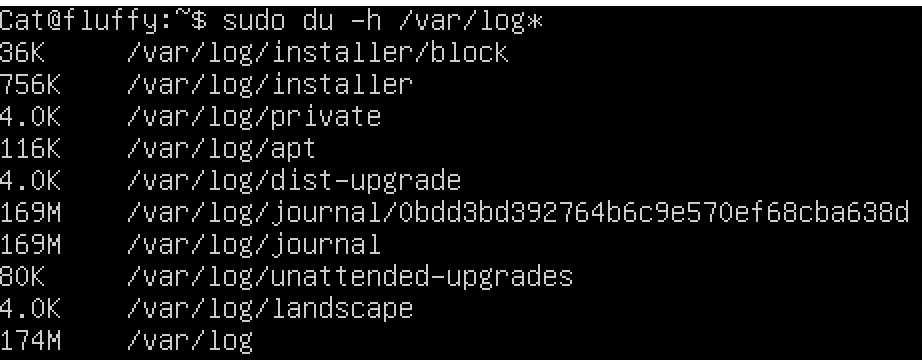 Cat@fluffy:~$ sudo du -h /var/log*
36K /var/log/installer/block
756K /var/log/installer
4.0K /var/log/private
116K /var/log/apt
4.0K /var/log/dist-upgrade
169M /var/log/journal/0bdd3bd392764b6c9e570ef68cba638d
169M /var/log/journal
80K /var/log/unattended-upgrades
4.0K /var/log/landscape
174M /var/log